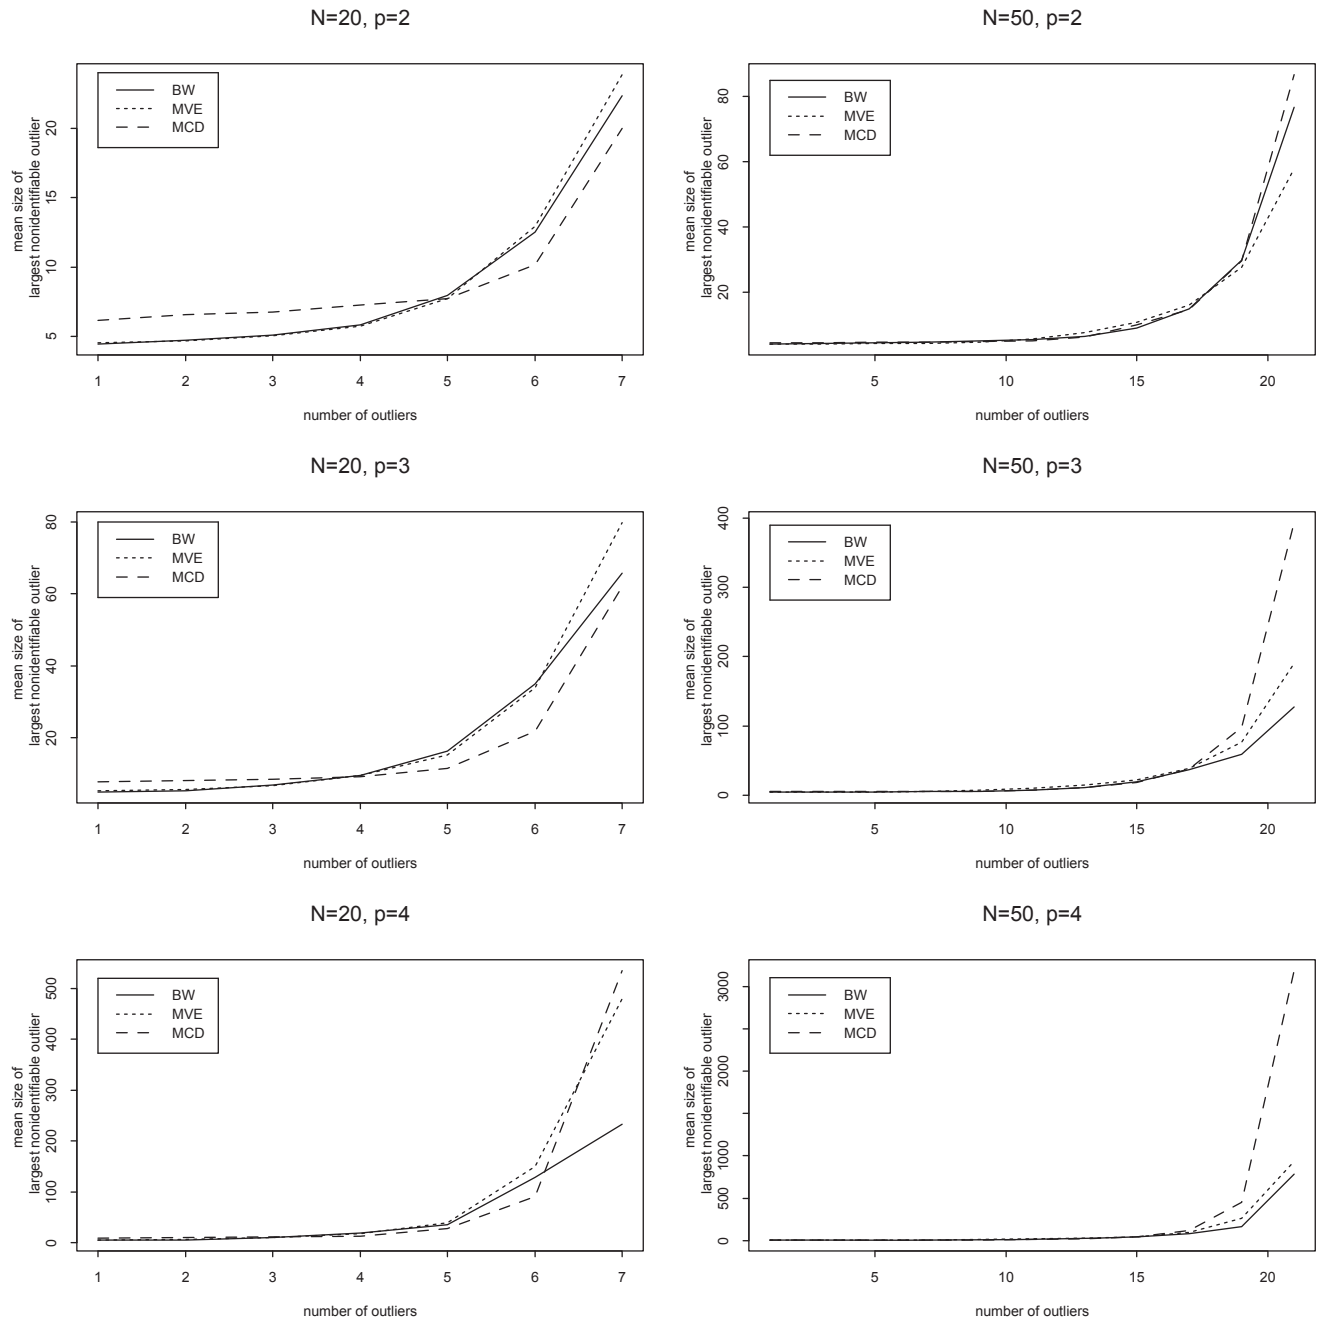 N=20, p=2
BW
MVE
MCD
20
15
10
5
mean size of
largest nonidentifiable outlier
1 2 3 4 5 6 7
number of outliers
N=50, p=2
BW
MVE
MCD
80
60
40
20
mean size of
largest nonidentifiable outlier
5 10 15 20
number of outliers
N=20, p=3
BW
MVE
MCD
80
60
40
20
mean size of
largest nonidentifiable outlier
1 2 3 4 5 6 7
number of outliers
N=50, p=3
BW
MVE
MCD
400
300
200
100
0
mean size of
largest nonidentifiable outlier
5 10 15 20
number of outliers
N=20, p=4
BW
MVE
MCD
500
400
300
200
100
0
mean size of
largest nonidentifiable outlier
1 2 3 4 5 6 7
number of outliers
N=50, p=4
BW
MVE
MCD
3000
2000
1000
500
0
mean size of
largest nonidentifiable outlier
5 10 15 20
number of outliers